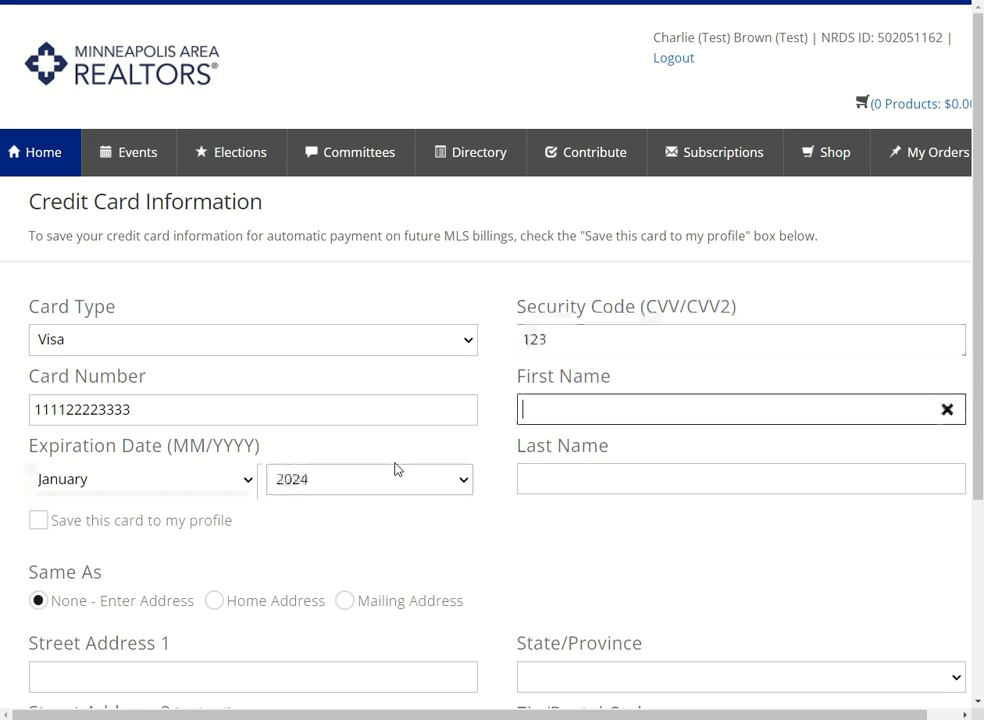 MINNEAPOLIS AREA
REALTORS®
Charlie (Test) Brown (Test) | NRDS ID: 502051162 |
Logout
(0 Products: $0.00
Home
Events
Elections
Committees
Directory
Contribute
Subscriptions
Shop
My Orders
Credit Card Information
To save your credit card information for automatic payment on future MLS billings, check the "Save this card to my profile" box below.
Card Type
Security Code (CVV/CVV2)
Visa
123
Card Number
First Name
111122223333
Expiration Date (MM/YYYY)
Last Name
January
2024
Save this card to my profile
Same As
None - Enter Address
Home Address
Mailing Address
Street Address 1
State/Province